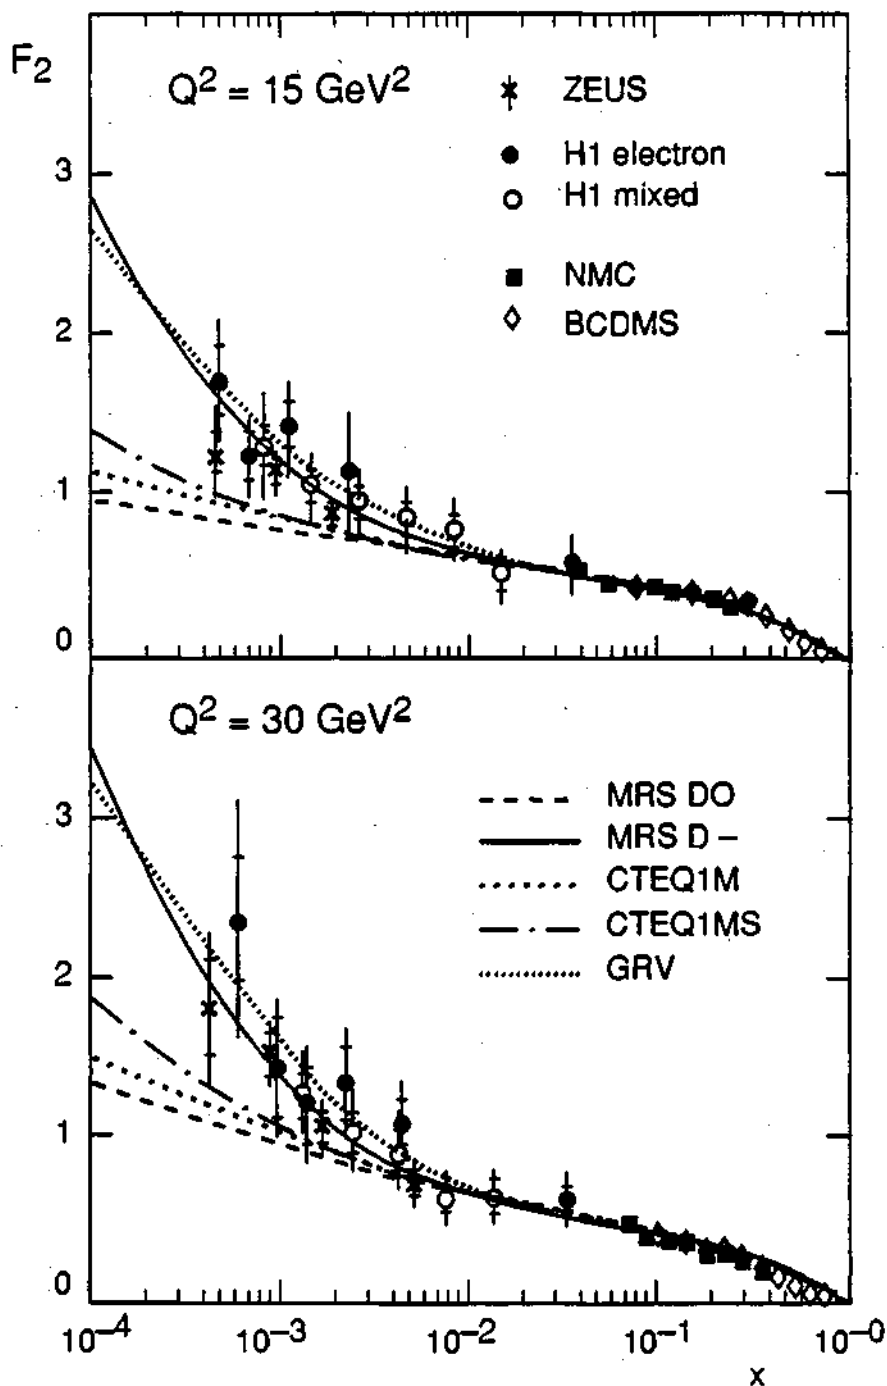 F2
Q2 = 15 GeV2
ZEUS
H1 electron
H1 mixed
NMC
BCDMS
3
2
1
0
Q2 = 30 GeV2
MRS DO
MRS D −
CTEQ1M
CTEQ1MS
GRV
3
2
1
0
10−4
10−3
10−2
10−1
10−0
x